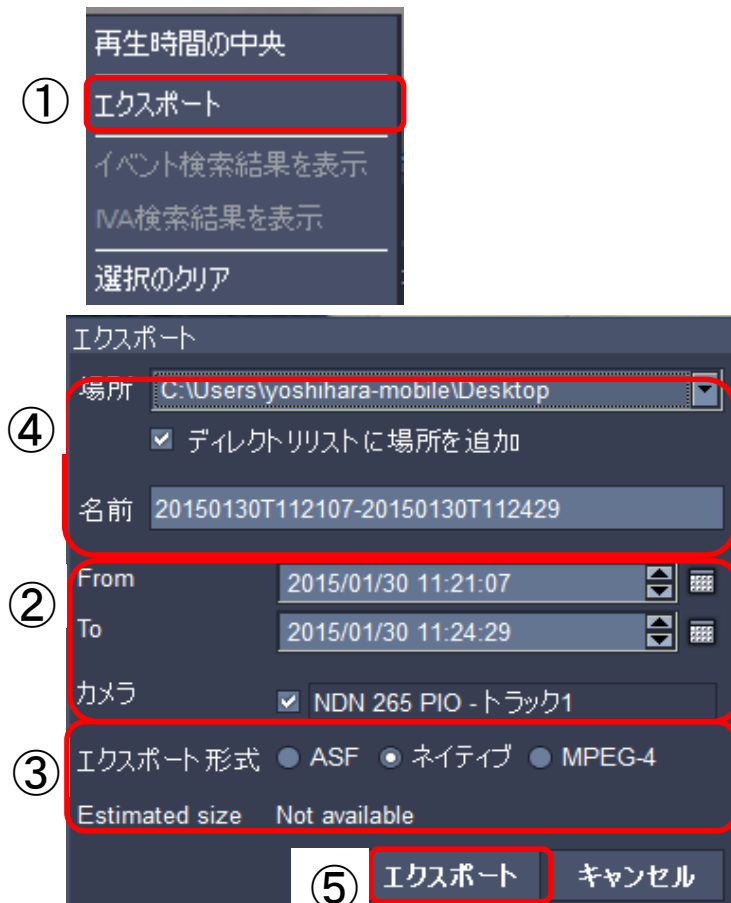 再生時間の中央
① エクスポート
イベント検索結果を表示
IVA検索結果を表示
選択のクリア
エクスポート
場所 C:\Users\yoshihara-mobile\Desktop
④
ディレクトリリストに場所を追加
名前 20150130T112107-20150130T112429
From 2015/01/30 11:21:07
②
To 2015/01/30 11:24:29
カメラ NDN 265 PIO - トラック1
③ エクスポート形式 ASF ネイティブ MPEG-4
Estimated size Not available
⑤ エクスポート キャンセル